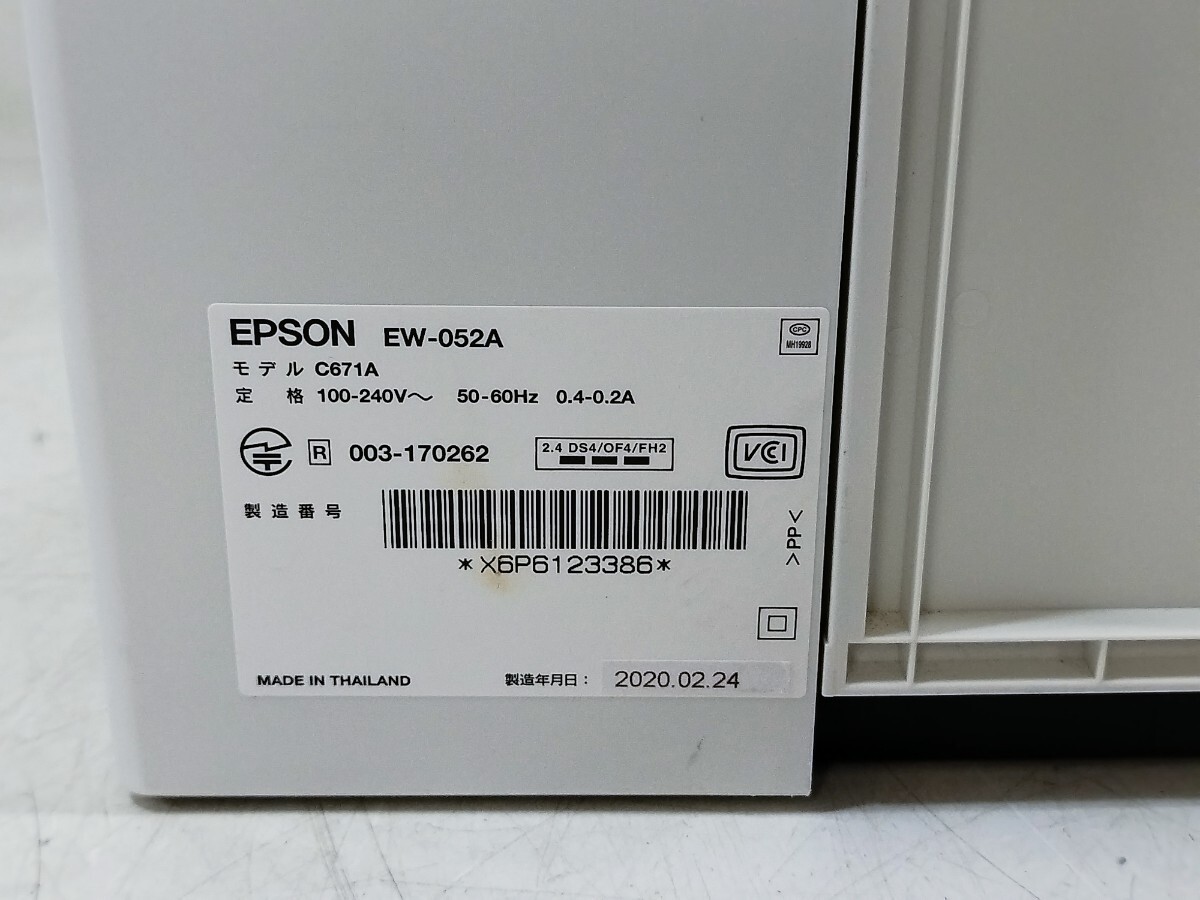 EPSON EW-052A
CPC
MH19928
モデル C671A
定格 100-240V～ 50-60Hz 0.4-0.2A
R 003-170262
2.4 DS4/OF4/FH2
VCI
製造番号
*X6P6123386*
>PP<
MADE IN THAILAND
製造年月日： 2020.02.24